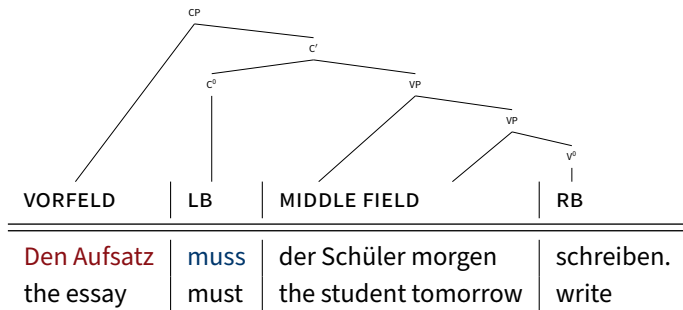 CP
C′
C⁰ VP
VP
V⁰
VORFELD LB MIDDLE FIELD RB
Den Aufsatz muss der Schüler morgen schreiben.
the essay must the student tomorrow write